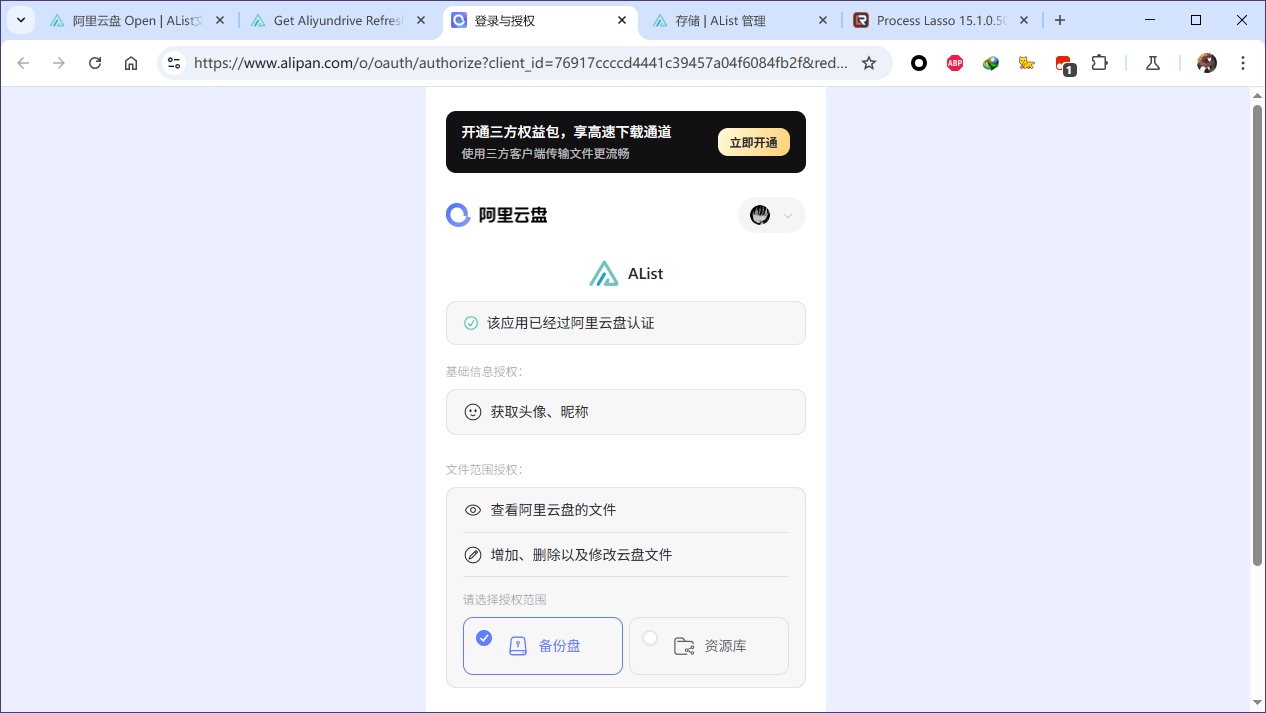 阿里云盘 Open | AList文
Get Aliyundrive Refres
登录与授权
存储 | AList 管理
Process Lasso 15.1.0.50
https://www.alipan.com/o/oauth/authorize?client_id=76917ccccd4441c39457a04f6084fb2f&red...
ABP
1
开通三方权益包，享高速下载通道
使用三方客户端传输文件更流畅
立即开通
阿里云盘
AList
该应用已经过阿里云盘认证
基础信息授权：
获取头像、昵称
文件范围授权：
查看阿里云盘的文件
增加、删除以及修改云盘文件
请选择授权范围
备份盘
资源库